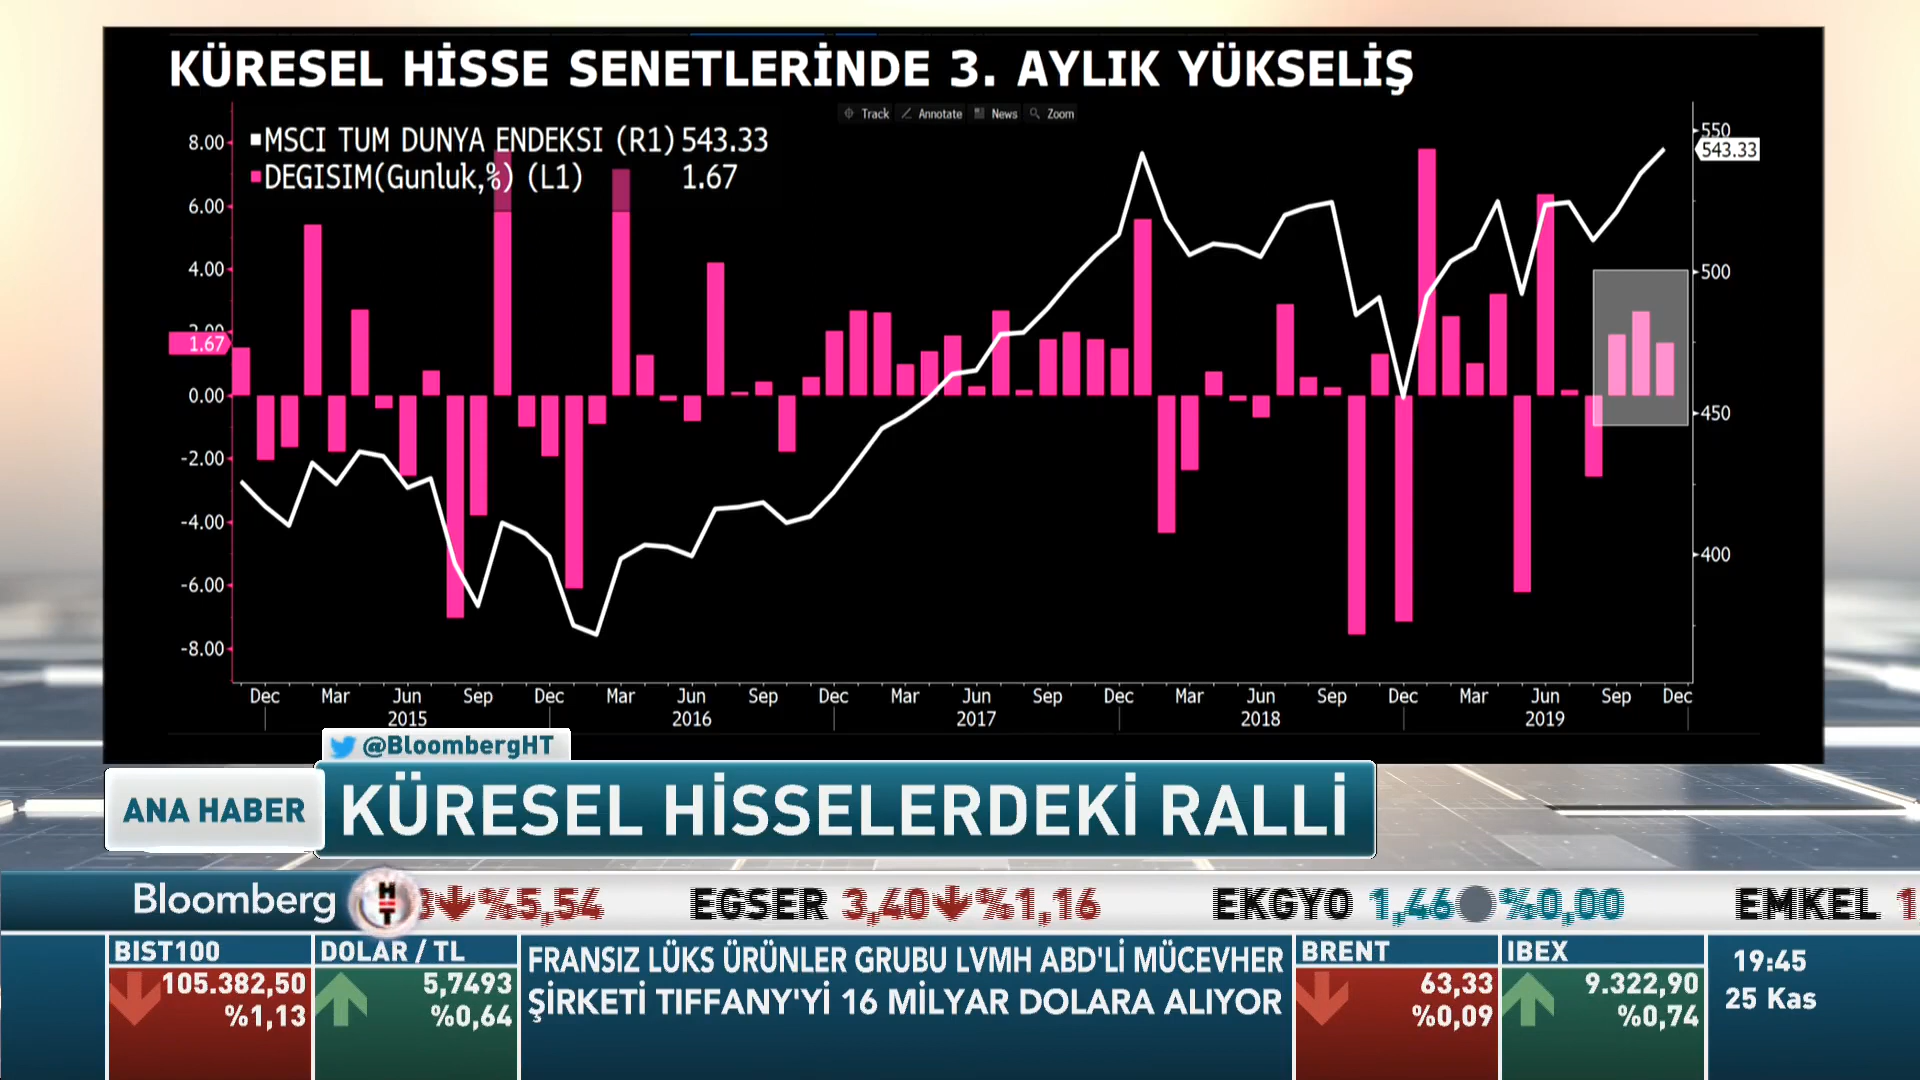 KÜRESEL HİSSE SENETLERİNDE 3. AYLIK YÜKSELİŞ
Track Annotate News Zoom
MSCI TUM DUNYA ENDEKSI (R1) 543.33
DEGISIM(Gunluk,%) (L1) 1.67
8.00
6.00
4.00
2.00
1.67
0.00
-2.00
-4.00
-6.00
-8.00
550
543.33
500
450
400
Dec Mar Jun Sep Dec Mar Jun Sep Dec Mar Jun Sep Dec Mar Jun Sep Dec Mar Jun Sep Dec
2015 2016 2017 2018 2019
@BloombergHT
ANA HABER
KÜRESEL HİSSELERDEKİ RALLİ
Bloomberg HT
%5,54 EGSER 3,40 %1,16 EKGYO 1,46 %0,00 EMKEL 1
BIST100
105.382,50
%1,13
DOLAR / TL
5,7493
%0,64
FRANSIZ LÜKS ÜRÜNLER GRUBU LVMH ABD'Lİ MÜCEVHER
ŞİRKETİ TIFFANY'Yİ 16 MİLYAR DOLARA ALIYOR
BRENT
63,33
%0,09
IBEX
9.322,90
%0,74
19:45
25 Kas